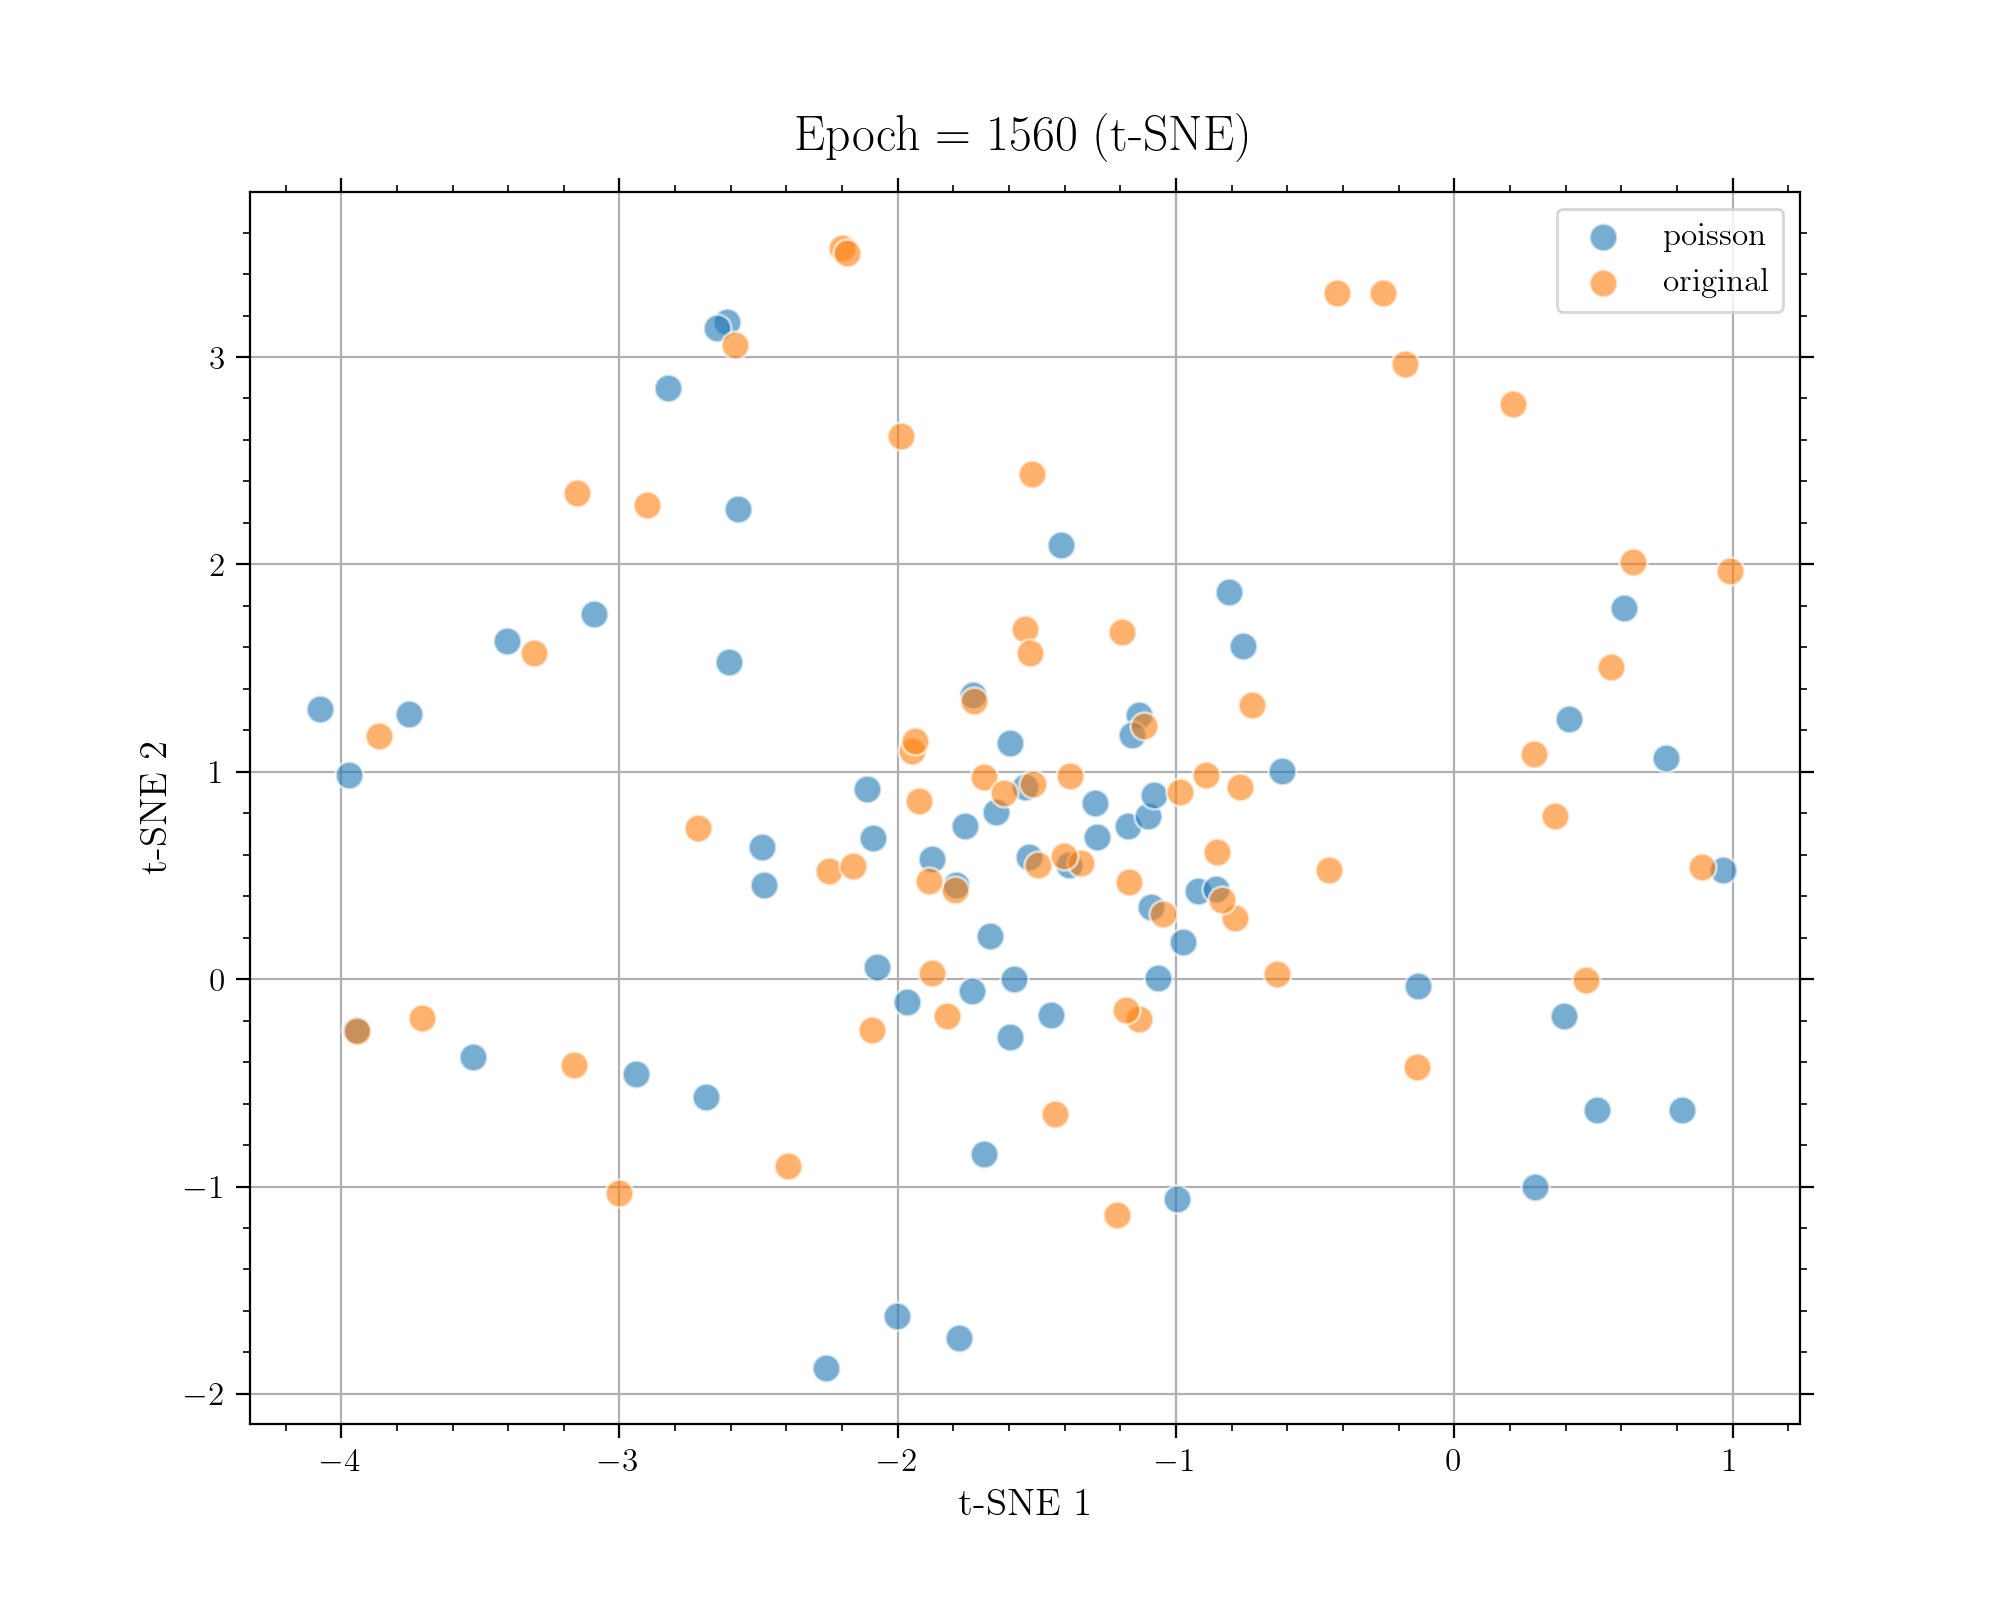 Epoch = 1560 (t-SNE)
poisson
original
3
2
1
0
−1
−2
t-SNE 2
−4
−3
−2
−1
0
1
t-SNE 1